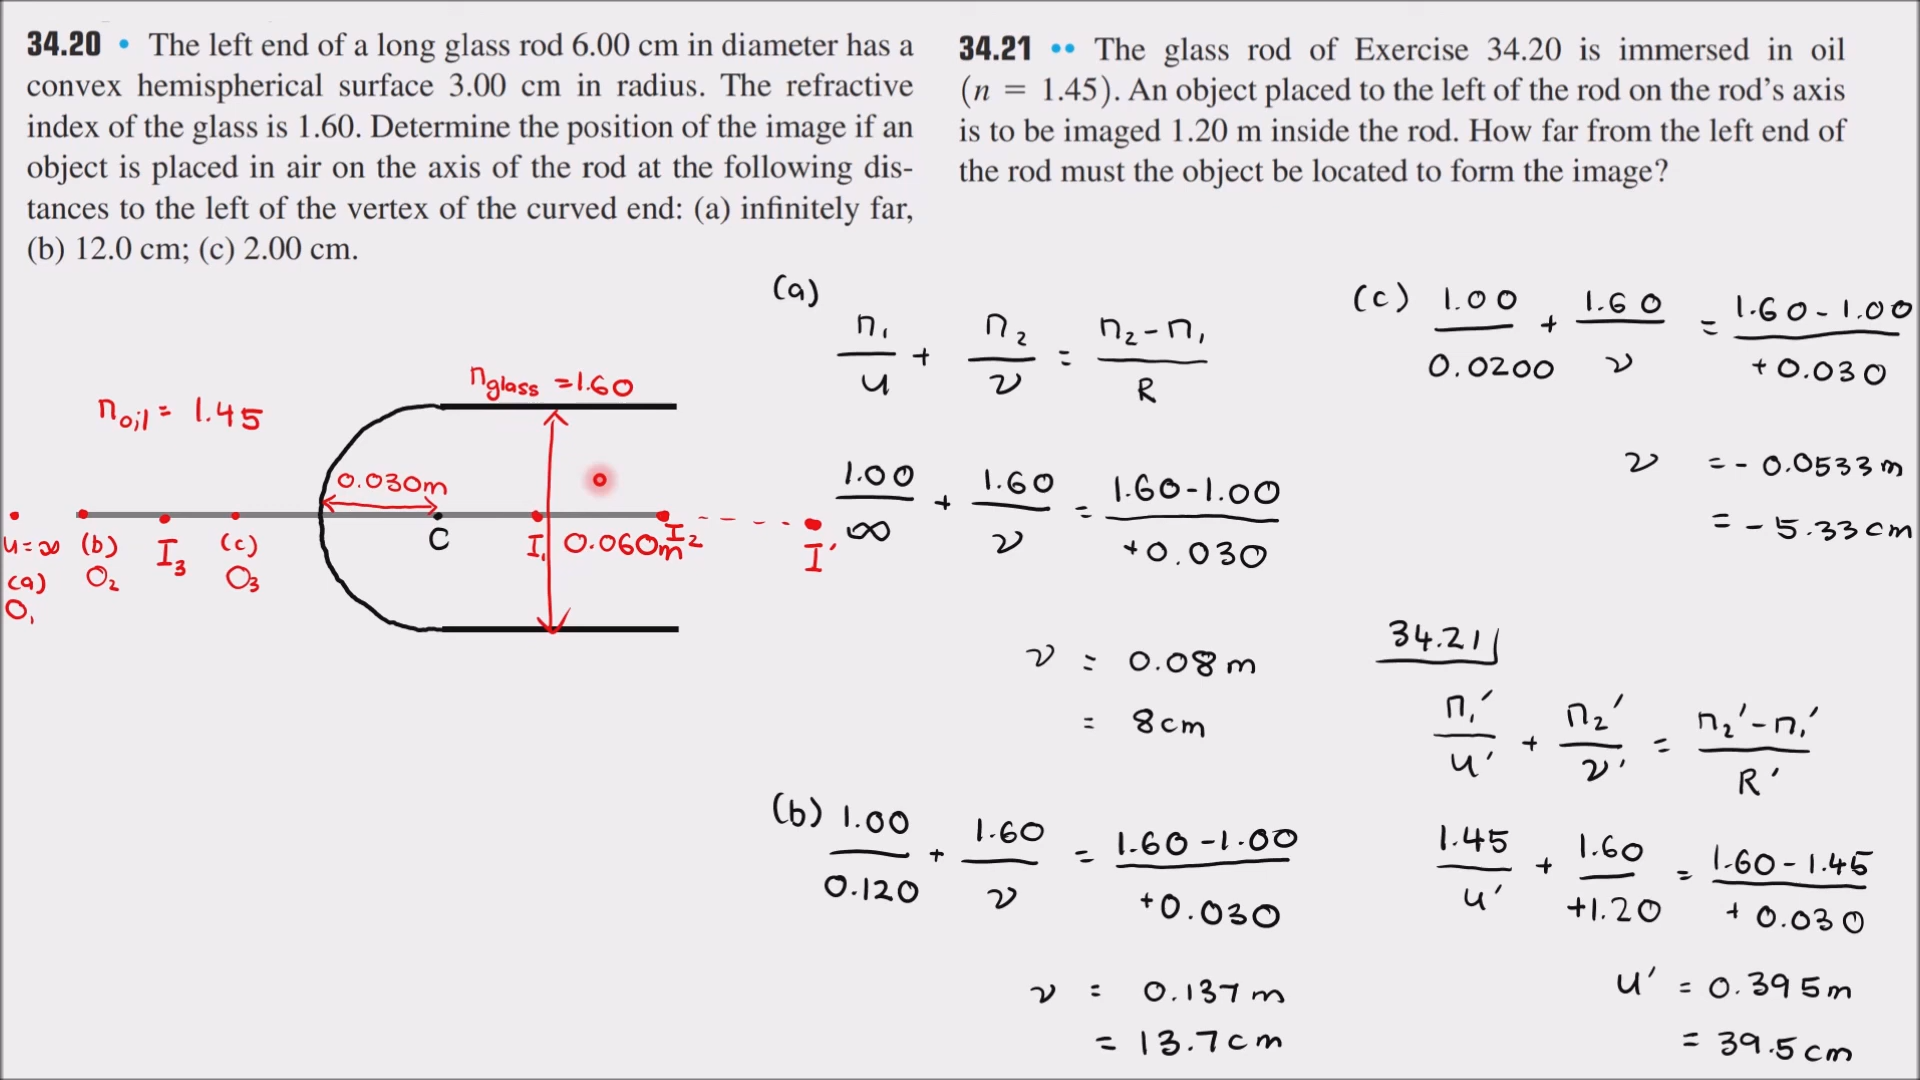 34.20 • The left end of a long glass rod 6.00 cm in diameter has a
convex hemispherical surface 3.00 cm in radius. The refractive
index of the glass is 1.60. Determine the position of the image if an
object is placed in air on the axis of the rod at the following dis-
tances to the left of the vertex of the curved end: (a) infinitely far,
(b) 12.0 cm; (c) 2.00 cm.
34.21 •• The glass rod of Exercise 34.20 is immersed in oil
(n = 1.45). An object placed to the left of the rod on the rod's axis
is to be imaged 1.20 m inside the rod. How far from the left end of
the rod must the object be located to form the image?
n_oil = 1.45
n_glass = 1.60
0.030m
C
I₁
0.060m
I₂
I'
u=∞
(a)
O₁
(b)
O₂
I₃
(c)
O₃
(a)
n₁/u + n₂/v = (n₂-n₁)/R
1.00/∞ + 1.60/v = (1.60-1.00)/+0.030
v = 0.08m
= 8cm
(b) 1.00/0.120 + 1.60/v = (1.60-1.00)/+0.030
v = 0.137m
= 13.7cm
(c) 1.00/0.0200 + 1.60/v = (1.60-1.00)/+0.030
v = -0.0533m
= -5.33cm
34.21
n₁'/u' + n₂'/v' = (n₂'-n₁')/R'
1.45/u' + 1.60/+1.20 = (1.60-1.45)/+0.030
u' = 0.395m
= 39.5cm